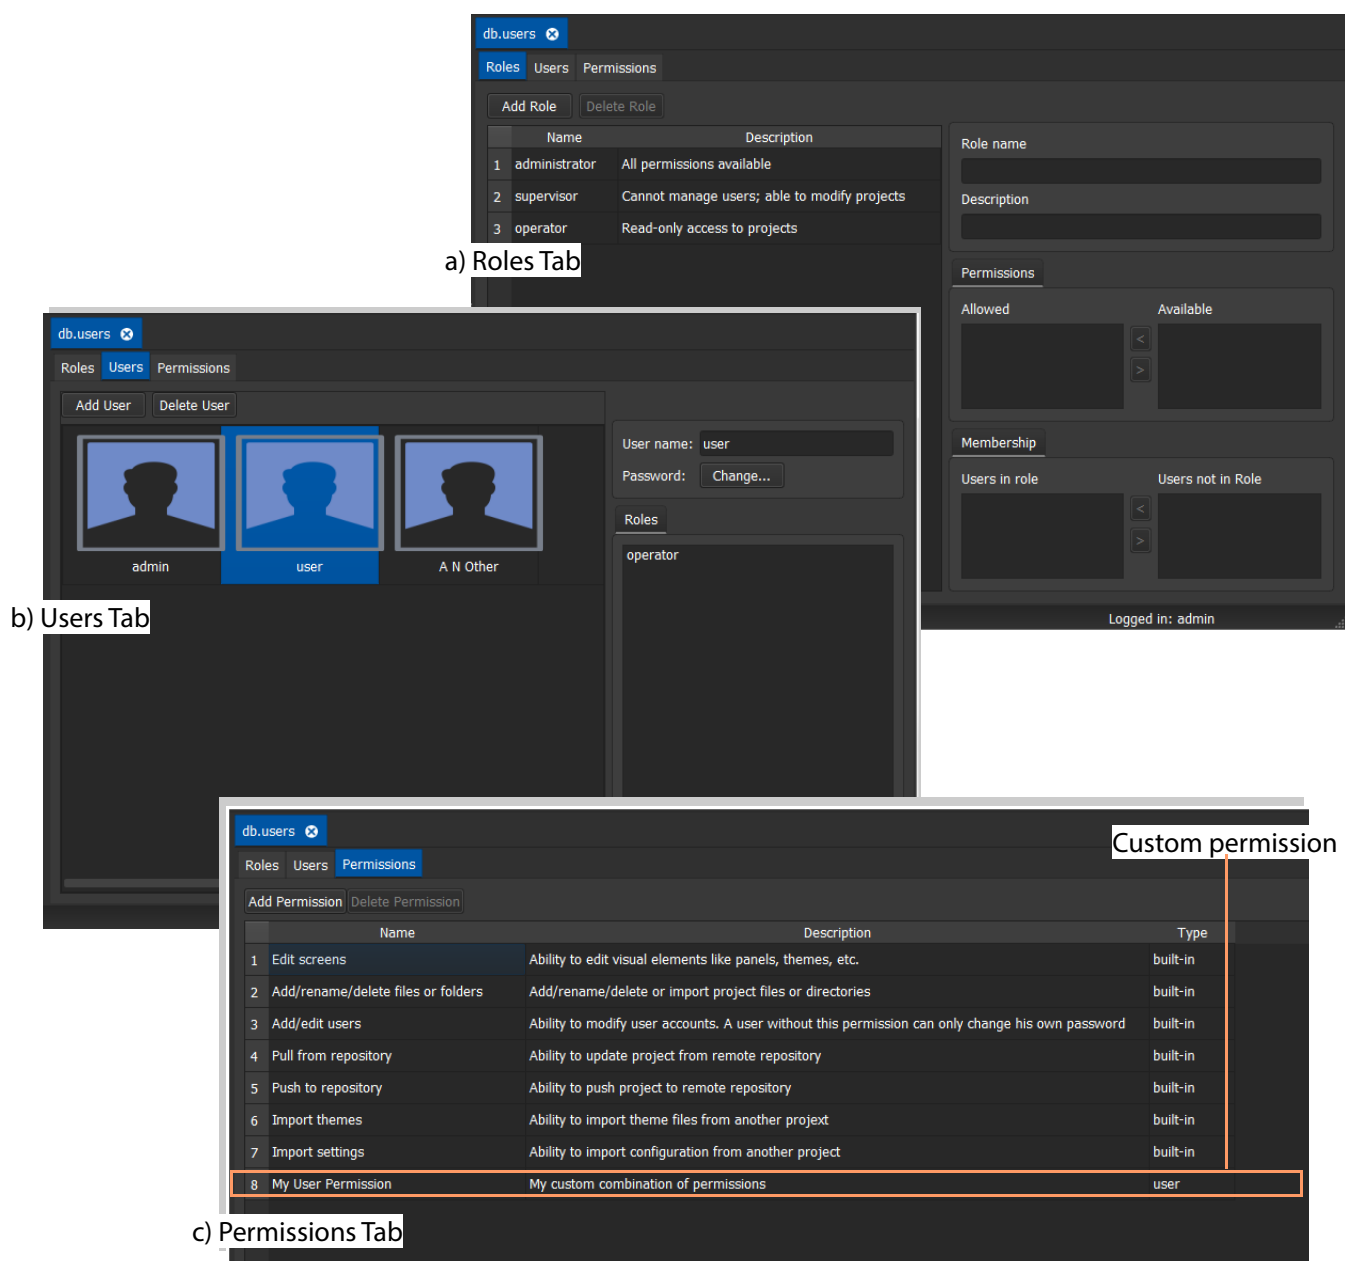 db.users
Roles Users Permissions
Add Role Delete Role
Name Description
1 administrator All permissions available
2 supervisor Cannot manage users; able to modify projects
3 operator Read-only access to projects
Role name
Description
Permissions
Allowed Available
<
>
Membership
Users in role Users not in Role
<
>
Logged in: admin
a) Roles Tab
db.users
Roles Users Permissions
Add User Delete User
admin user A N Other
User name: user
Password: Change...
Roles
operator
b) Users Tab
db.users
Roles Users Permissions
Custom permission
Add Permission Delete Permission
Name Description Type
1 Edit screens Ability to edit visual elements like panels, themes, etc. built-in
2 Add/rename/delete files or folders Add/rename/delete or import project files or directories built-in
3 Add/edit users Ability to modify user accounts. A user without this permission can only change his own password built-in
4 Pull from repository Ability to update project from remote repository built-in
5 Push to repository Ability to push project to remote repository built-in
6 Import themes Ability to import theme files from another projext built-in
7 Import settings Ability to import configuration from another project built-in
8 My User Permission My custom combination of permissions user
c) Permissions Tab